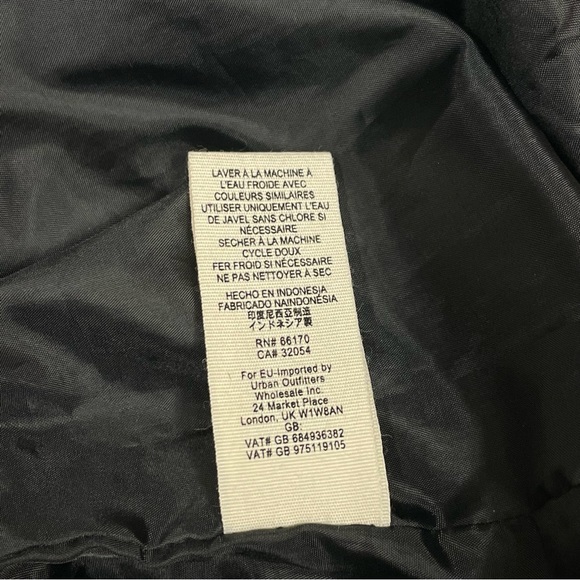 LAVER À LA MACHINE À
L'EAU FROIDE AVEC
COULEURS SIMILAIRES
UTILISER UNIQUEMENT L'EAU
DE JAVEL SANS CHLORE SI
NÉCESSAIRE
SECHER À LA MACHINE
CYCLE DOUX
FER FROID SI NÉCESSAIRE
NE PAS NETTOYER À SEC
HECHO EN INDONESJA
FABRICADO NAINDONÉSIA
印度尼西亞制造
インドネシア製
RN# 66170
CA# 32054
For EU-Imported by
Urban Outfitters
Wholesale Inc.
24 Market Place
London, UK W1W8AN
GB:
VAT# GB 684936382
VAT# GB 975119105